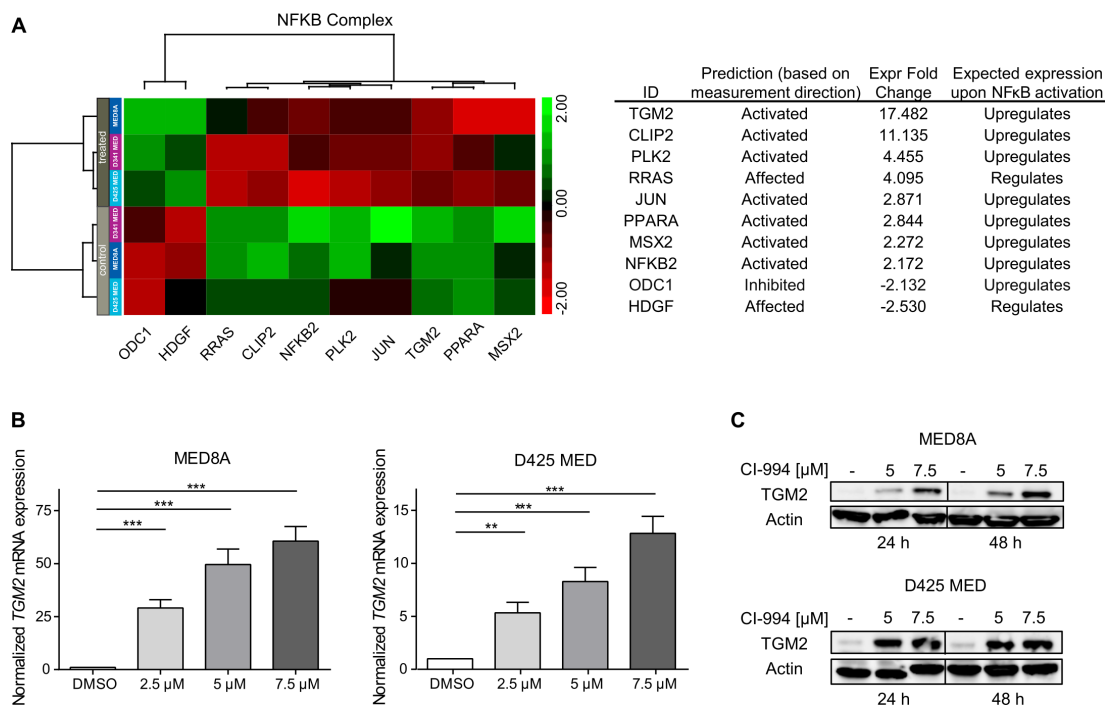 A
NFKB Complex
treated
control
MED8A
D341 MED
D425 MED
D341 MED
MED8A
D425 MED
2.00
0.00
-2.00
ODC1
HDGF
RRAS
CLIP2
NFKB2
PLK2
JUN
TGM2
PPARA
MSX2
Prediction (based on Expr Fold Expected expression
ID measurement direction) Change upon NFκB activation
TGM2 Activated 17.482 Upregulates
CLIP2 Activated 11.135 Upregulates
PLK2 Activated 4.455 Upregulates
RRAS Affected 4.095 Regulates
JUN Activated 2.871 Upregulates
PPARA Activated 2.844 Upregulates
MSX2 Activated 2.272 Upregulates
NFKB2 Activated 2.172 Upregulates
ODC1 Inhibited -2.132 Upregulates
HDGF Affected -2.530 Regulates
B
MED8A
Normalized TGM2 mRNA expression
75
50
25
0
***
***
***
DMSO 2.5 µM 5 µM 7.5 µM
D425 MED
Normalized TGM2 mRNA expression
15
10
5
0
***
***
**
DMSO 2.5 µM 5 µM 7.5 µM
C
MED8A
CI-994 [µM] - 5 7.5 - 5 7.5
TGM2
Actin
24 h 48 h
D425 MED
CI-994 [µM] - 5 7.5 - 5 7.5
TGM2
Actin
24 h 48 h